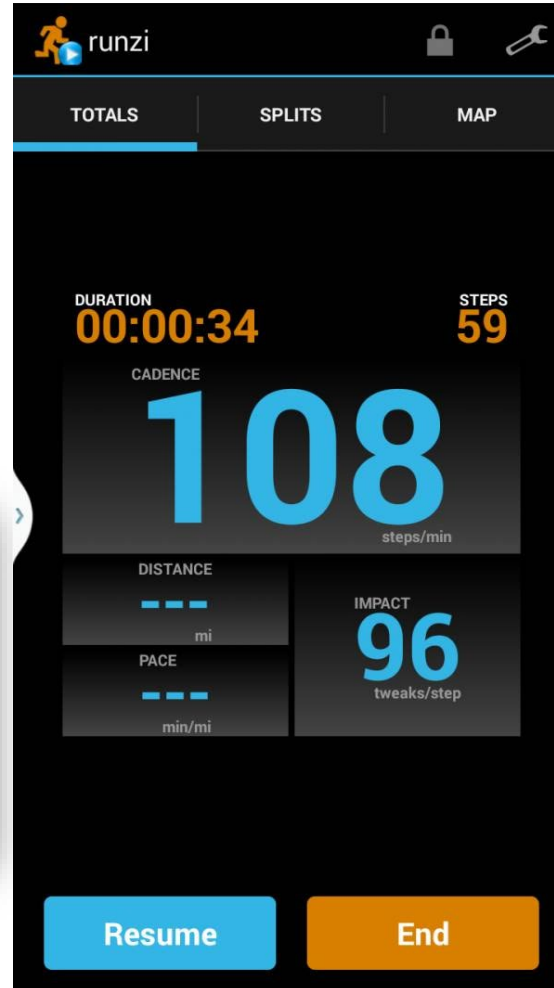 runzi
TOTALS SPLITS MAP
DURATION STEPS
00:00:34 59
CADENCE
108
steps/min
DISTANCE
---
mi
PACE
---
min/mi
IMPACT
96
tweaks/step
Resume End